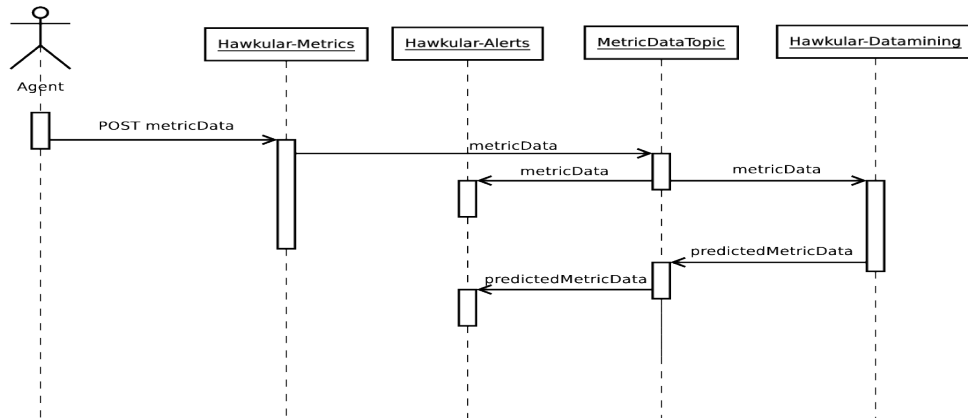 Hawkular-Metrics
Hawkular-Alerts
MetricDataTopic
Hawkular-Datamining
Agent
POST metricData
metricData
metricData
metricData
predictedMetricData
predictedMetricData